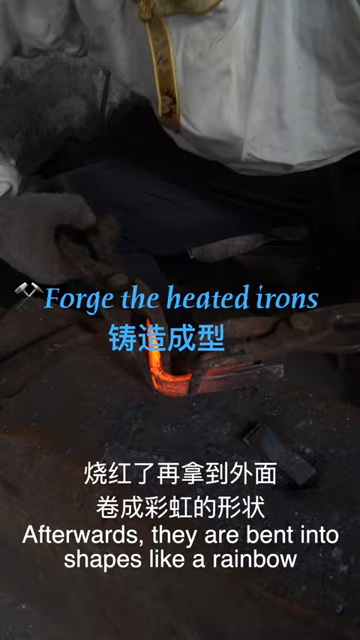 ⚒Forge the heated irons
铸造成型
烧红了再拿到外面
卷成彩虹的形状
Afterwards, they are bent into
shapes like a rainbow